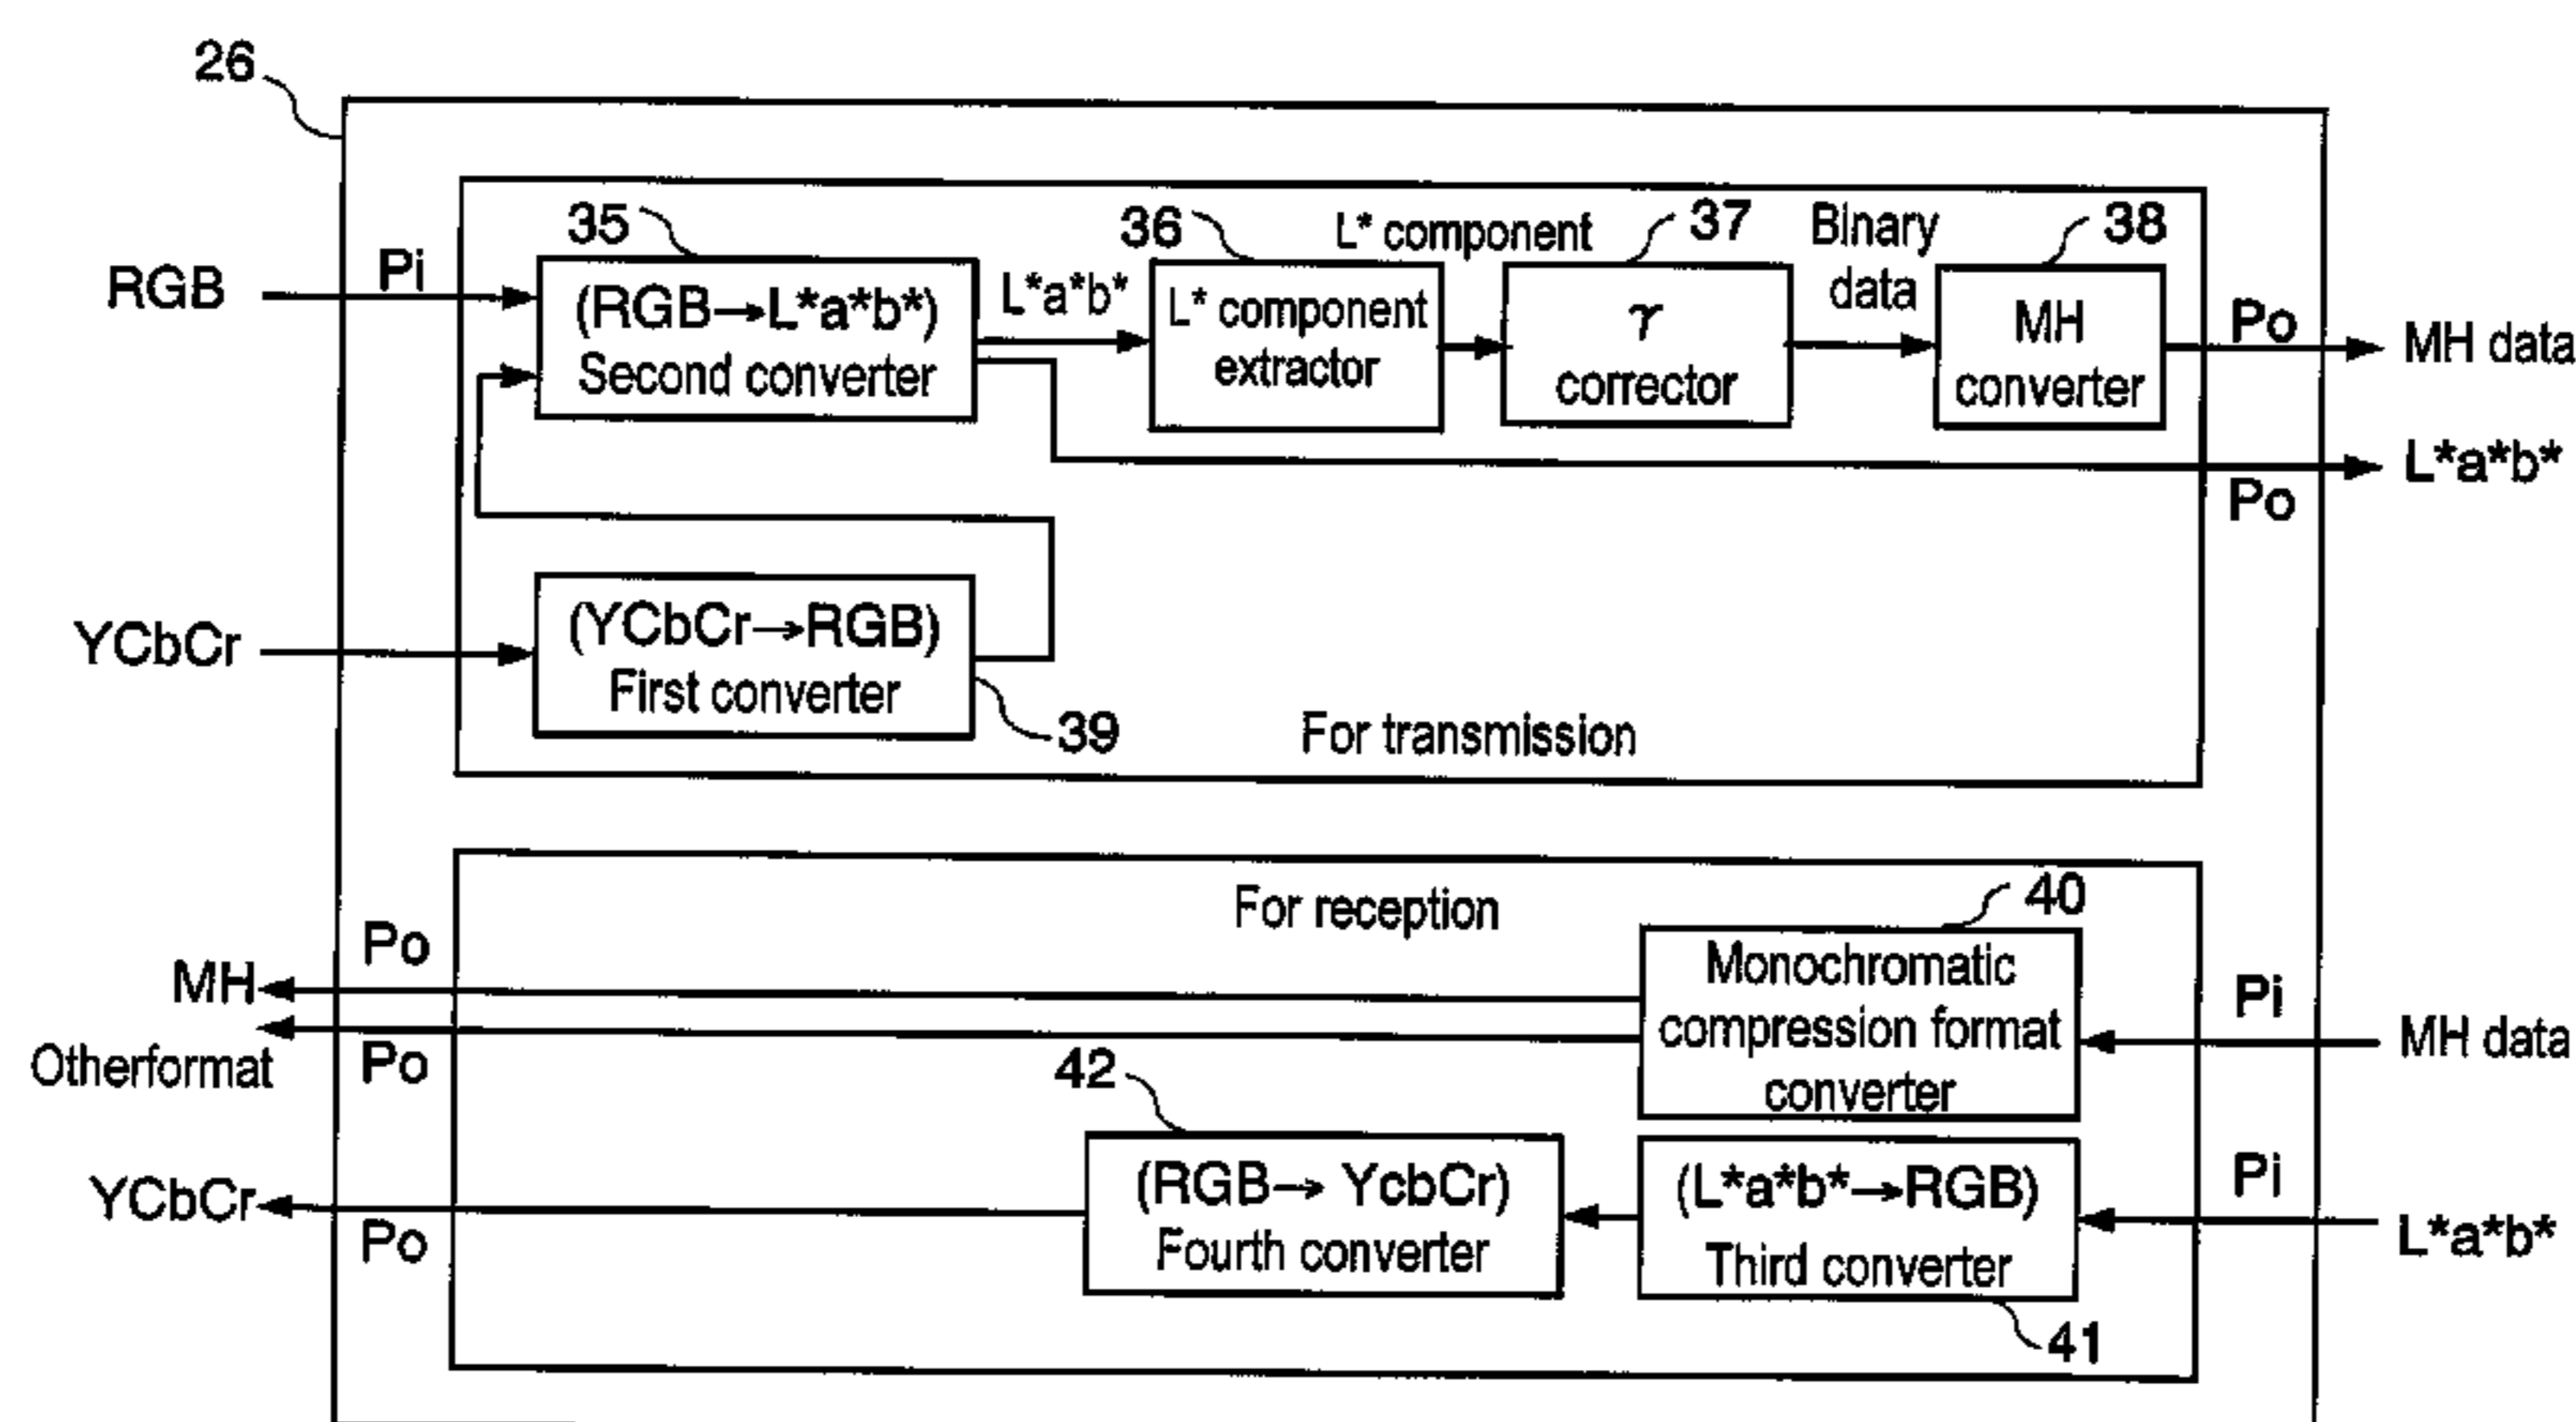 26
35
36
L* component
37
Binary
data
38
RGB
Pi
(RGB→L*a*b*)
Second converter
L*a*b*
L* component
extractor
γ
corrector
MH
converter
Po
MH data
L*a*b*
Po
YCbCr
(YCbCr→RGB)
First converter
39
For transmission
For reception
40
Po
MH
Monochromatic
compression format
converter
Pi
MH data
Otherformat
Po
42
YCbCr
Po
(RGB→ YcbCr)
Fourth converter
(L*a*b*→RGB)
Third converter
Pi
L*a*b*
41